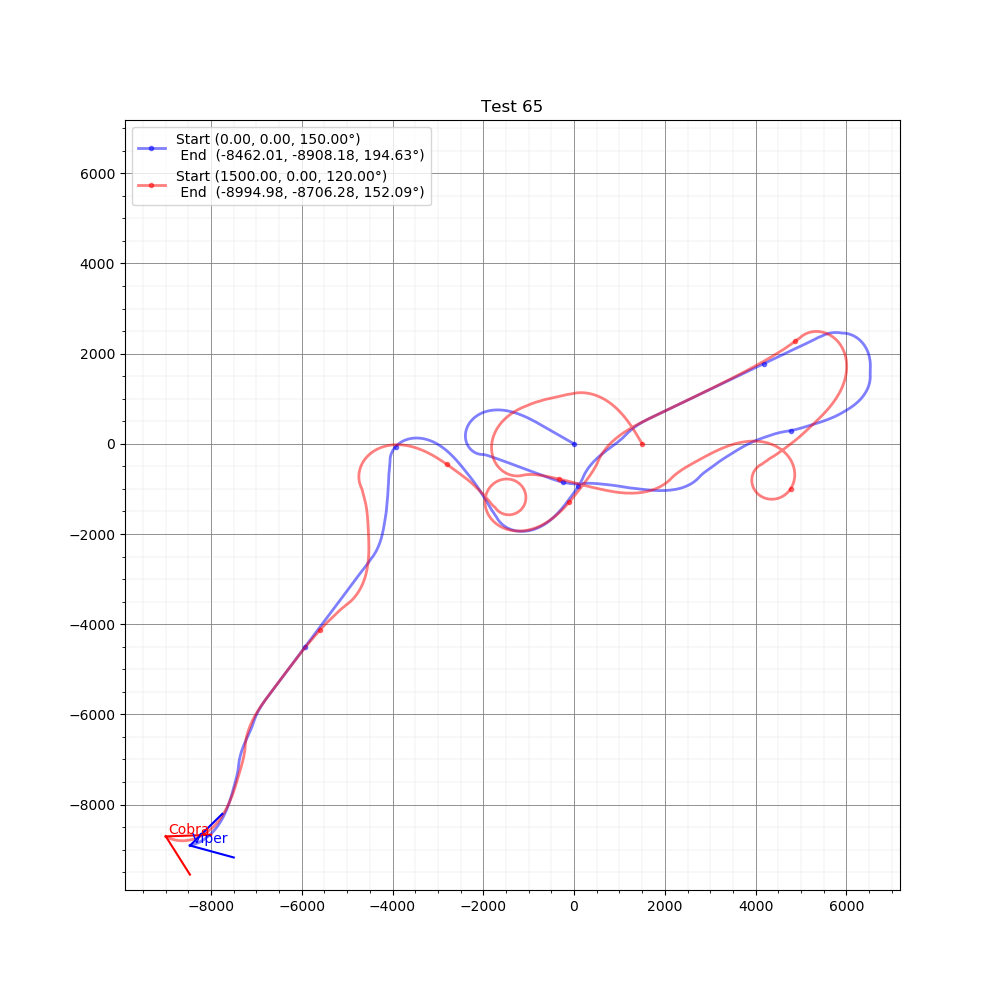 Test 65
Start (0.00, 0.00, 150.00°)
End (-8462.01, -8908.18, 194.63°)
Start (1500.00, 0.00, 120.00°)
End (-8994.98, -8706.28, 152.09°)
6000
4000
2000
0
−2000
−4000
−6000
−8000
Cobra
Viper
−8000 −6000 −4000 −2000 0 2000 4000 6000